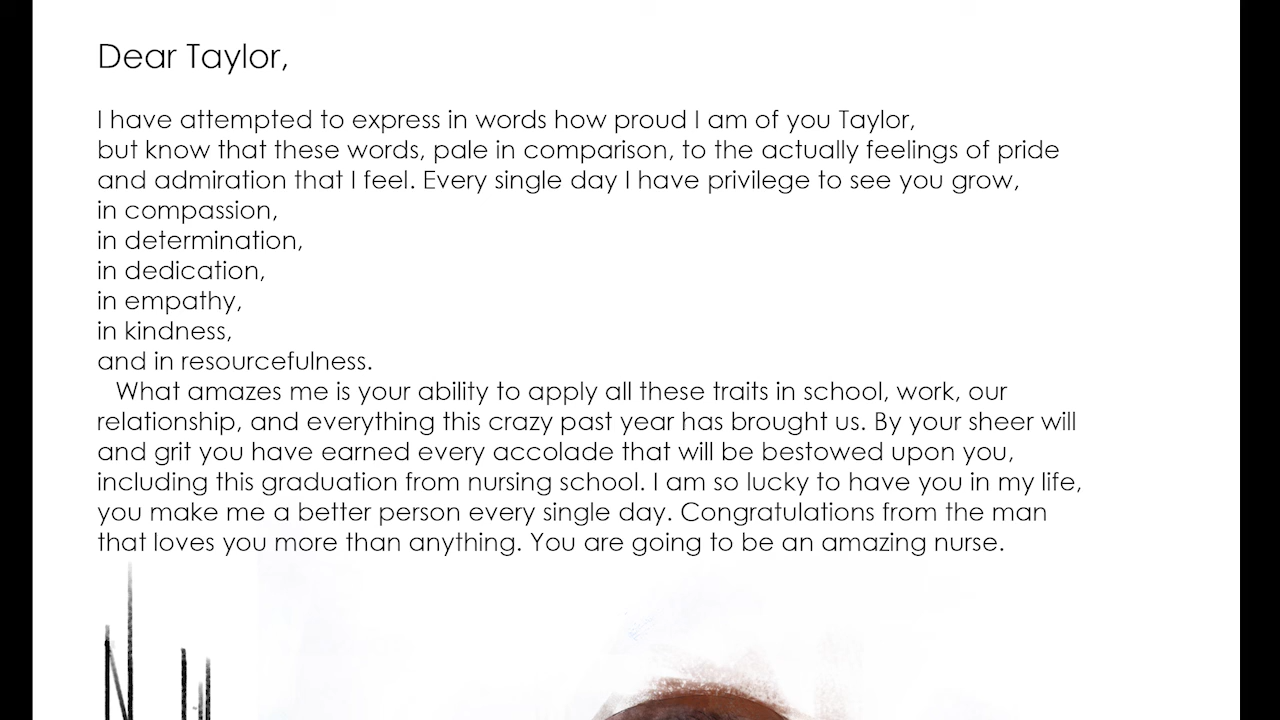 Dear Taylor,
I have attempted to express in words how proud I am of you Taylor,
but know that these words, pale in comparison, to the actually feelings of pride
and admiration that I feel. Every single day I have privilege to see you grow,
in compassion,
in determination,
in dedication,
in empathy,
in kindness,
and in resourcefulness.
What amazes me is your ability to apply all these traits in school, work, our
relationship, and everything this crazy past year has brought us. By your sheer will
and grit you have earned every accolade that will be bestowed upon you,
including this graduation from nursing school. I am so lucky to have you in my life,
you make me a better person every single day. Congratulations from the man
that loves you more than anything. You are going to be an amazing nurse.